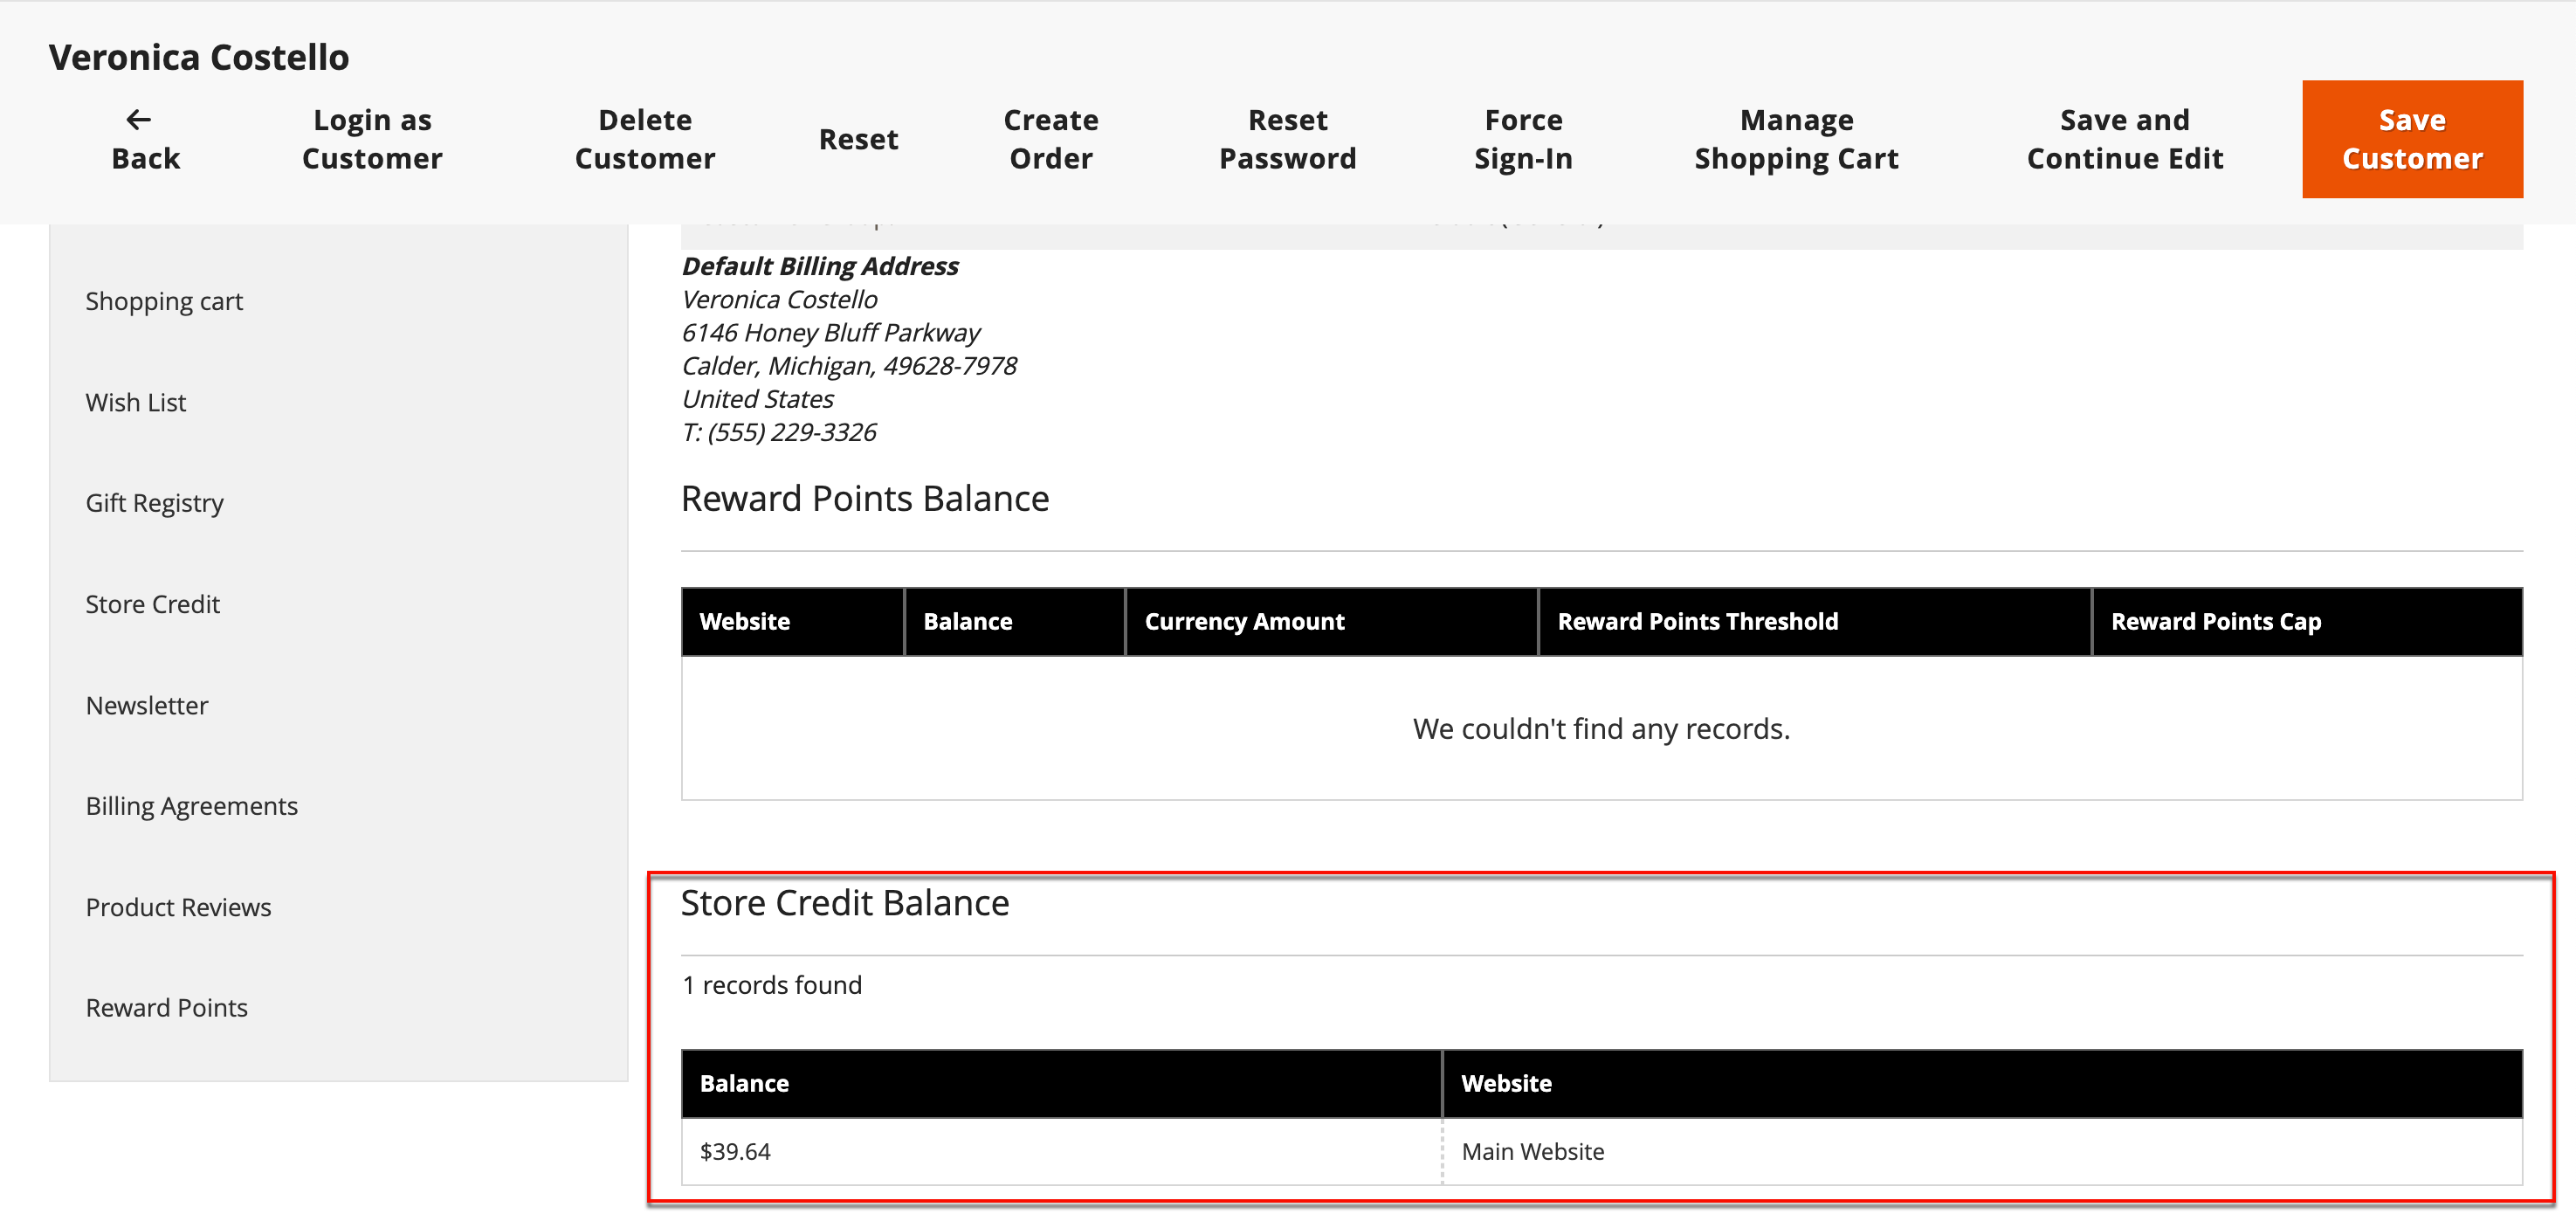 Veronica Costello
← Back
Login as Customer
Delete Customer
Reset
Create Order
Reset Password
Force Sign-In
Manage Shopping Cart
Save and Continue Edit
Save Customer
Shopping cart
Wish List
Gift Registry
Store Credit
Newsletter
Billing Agreements
Product Reviews
Reward Points
Default Billing Address
Veronica Costello
6146 Honey Bluff Parkway
Calder, Michigan, 49628-7978
United States
T: (555) 229-3326
Reward Points Balance
Website Balance Currency Amount Reward Points Threshold Reward Points Cap
We couldn't find any records.
Store Credit Balance
1 records found
Balance Website
$39.64 Main Website